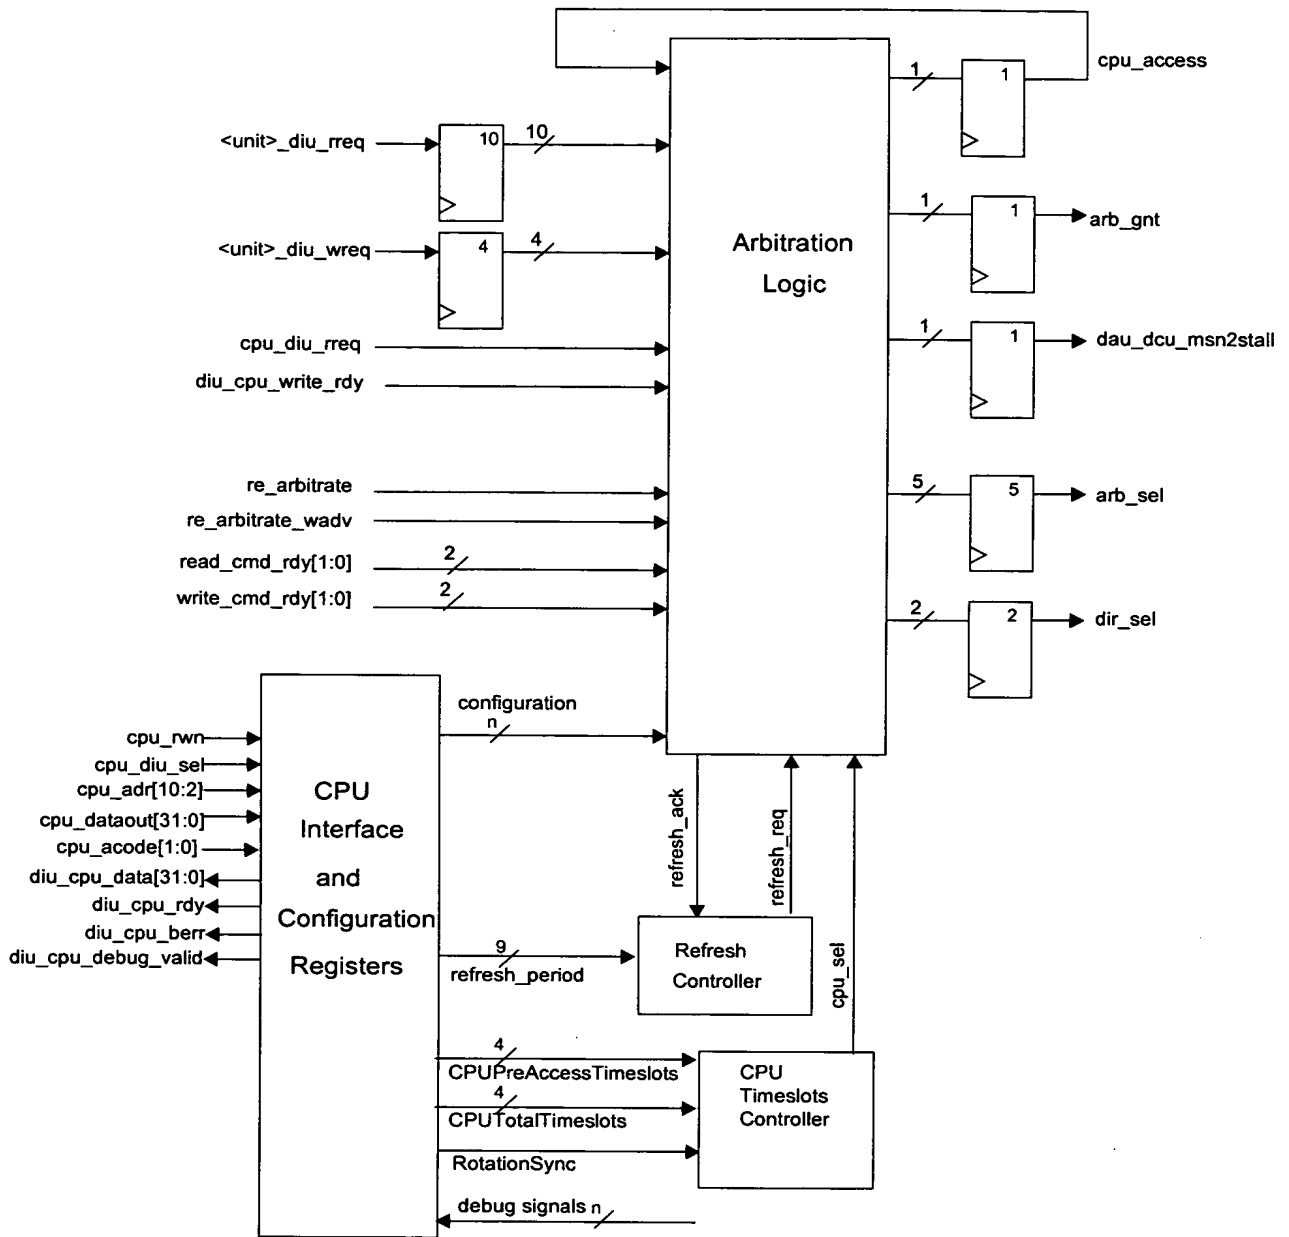 cpu_access
1
1
<unit>_diu_rreq
10
10
<unit>_diu_wreq
4
4
Arbitration
Logic
1
1
arb_gnt
cpu_diu_rreq
diu_cpu_write_rdy
1
1
dau_dcu_msn2stall
re_arbitrate
re_arbitrate_wadv
read_cmd_rdy[1:0]
2
write_cmd_rdy[1:0]
2
5
5
arb_sel
2
2
dir_sel
configuration
n
cpu_rwn
cpu_diu_sel
cpu_adr[10:2]
cpu_dataout[31:0]
cpu_acode[1:0]
diu_cpu_data[31:0]
diu_cpu_rdy
diu_cpu_berr
diu_cpu_debug_valid
CPU
Interface
and
Configuration
Registers
refresh_ack
refresh_req
cpu_sel
9
refresh_period
Refresh
Controller
4
CPUPreAccessTimeslots
4
CPUTotalTimeslots
RotationSync
CPU
Timeslots
Controller
debug signals n